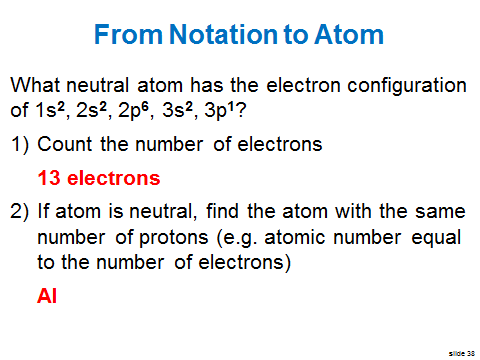 From Notation to Atom
What neutral atom has the electron configuration
of 1s², 2s², 2p⁶, 3s², 3p¹?
1) Count the number of electrons
13 electrons
2) If atom is neutral, find the atom with the same
number of protons (e.g. atomic number equal
to the number of electrons)
Al
slide 38